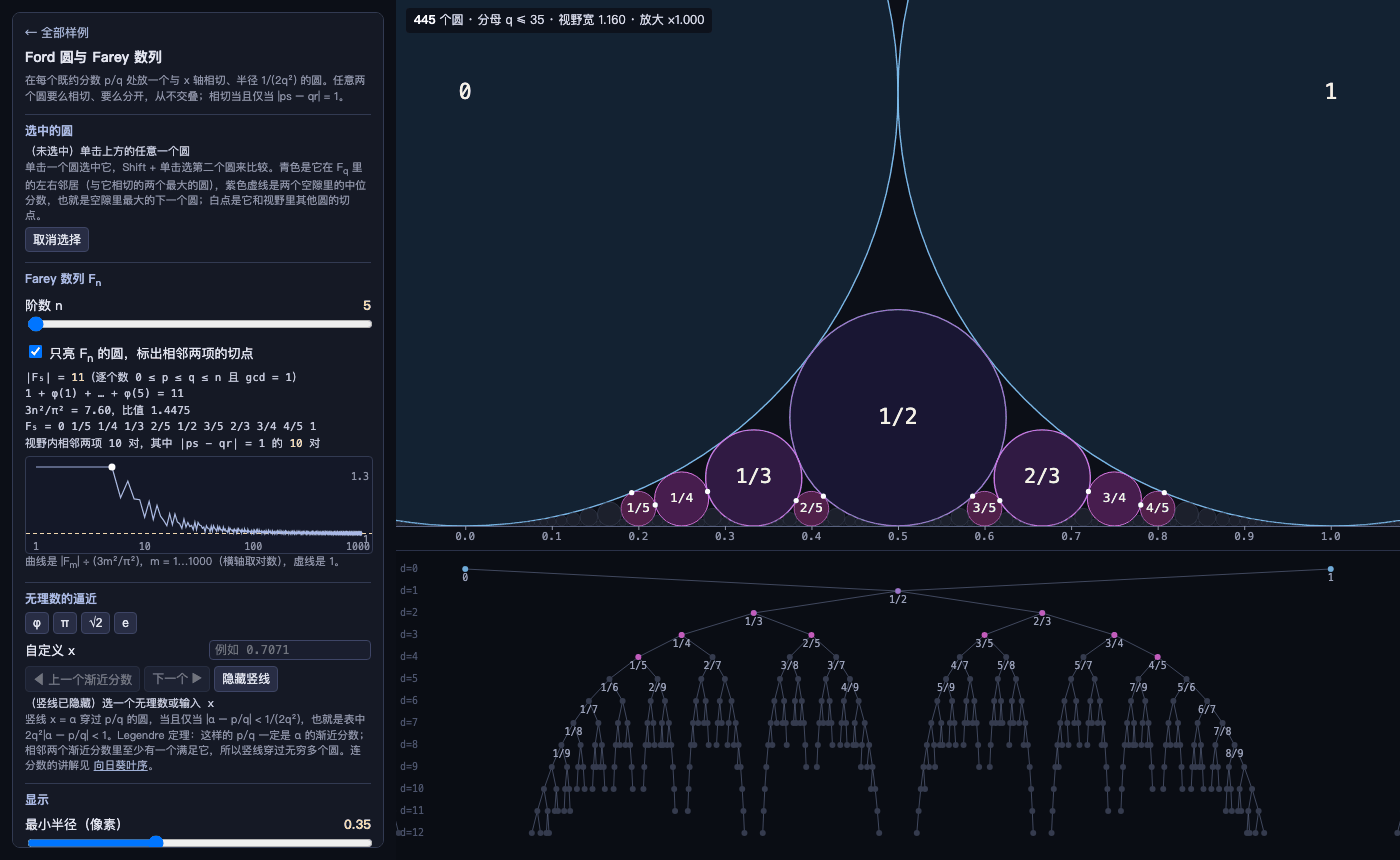 ← 全部样例
Ford 圆与 Farey 数列
在每个既约分数 p/q 处放一个与 x 轴相切、半径 1/(2q²) 的圆。任意两
个圆要么相切、要么分开，从不交叠；相切当且仅当 |ps − qr| = 1。
选中的圆
（未选中）单击上方的任意一个圆
单击一个圆选中它，Shift + 单击选第二个圆来比较。青色是它在 Fq 里
的左右邻居（与它相切的两个最大的圆），紫色虚线是两个空隙里的中位
分数，也就是空隙里最大的下一个圆；白点是它和视野里其他圆的切
点。
取消选择
Farey 数列 Fn
阶数 n 5
只亮 Fn 的圆，标出相邻两项的切点
|F₅| = 11 (逐个数 0 ≤ p ≤ q ≤ n 且 gcd = 1)
1 + φ(1) + … + φ(5) = 11
3n²/π² = 7.60, 比值 1.4475
F₅ = 0 1/5 1/4 1/3 2/5 1/2 3/5 2/3 3/4 4/5 1
视野内相邻两项 10 对，其中 |ps − qr| = 1 的 10 对
1.3
1
1 10 100 1000
曲线是 |Fm| ÷ (3m²/π²)，m = 1…1000（横轴取对数），虚线是 1。
无理数的逼近
φ π √2 e
自定义 x 例如 0.7071
◀ 上一个渐近分数 下一个 ▶ 隐藏竖线
（竖线已隐藏）选一个无理数或输入 x
竖线 x = α 穿过 p/q 的圆，当且仅当 |α − p/q| < 1/(2q²)，也就是表中
2q²|α − p/q| < 1。Legendre 定理：这样的 p/q 一定是 α 的渐近分数；
相邻两个渐近分数里至少有一个满足它，所以竖线穿过无穷多个圆。连
分数的讲解见 向日葵叶序。
显示
最小半径（像素） 0.35
445 个圆 · 分母 q ≤ 35 · 视野宽 1.160 · 放大 ×1.000
0 1
1/2
1/3 2/3
1/4 3/4
1/5 2/5 3/5 4/5
0.0 0.1 0.2 0.3 0.4 0.5 0.6 0.7 0.8 0.9 1.0
d=0 0 1
d=1 1/2
d=2 1/3 2/3
d=3 1/4 2/5 3/5 3/4
d=4 1/5 2/7 3/8 3/7 4/7 5/8 5/7 4/5
d=5 1/6 2/9 4/9 5/9 7/9 5/6
d=6 1/7 6/7
d=7 1/8 7/8
d=8 1/9 8/9
d=9
d=10
d=11
d=12